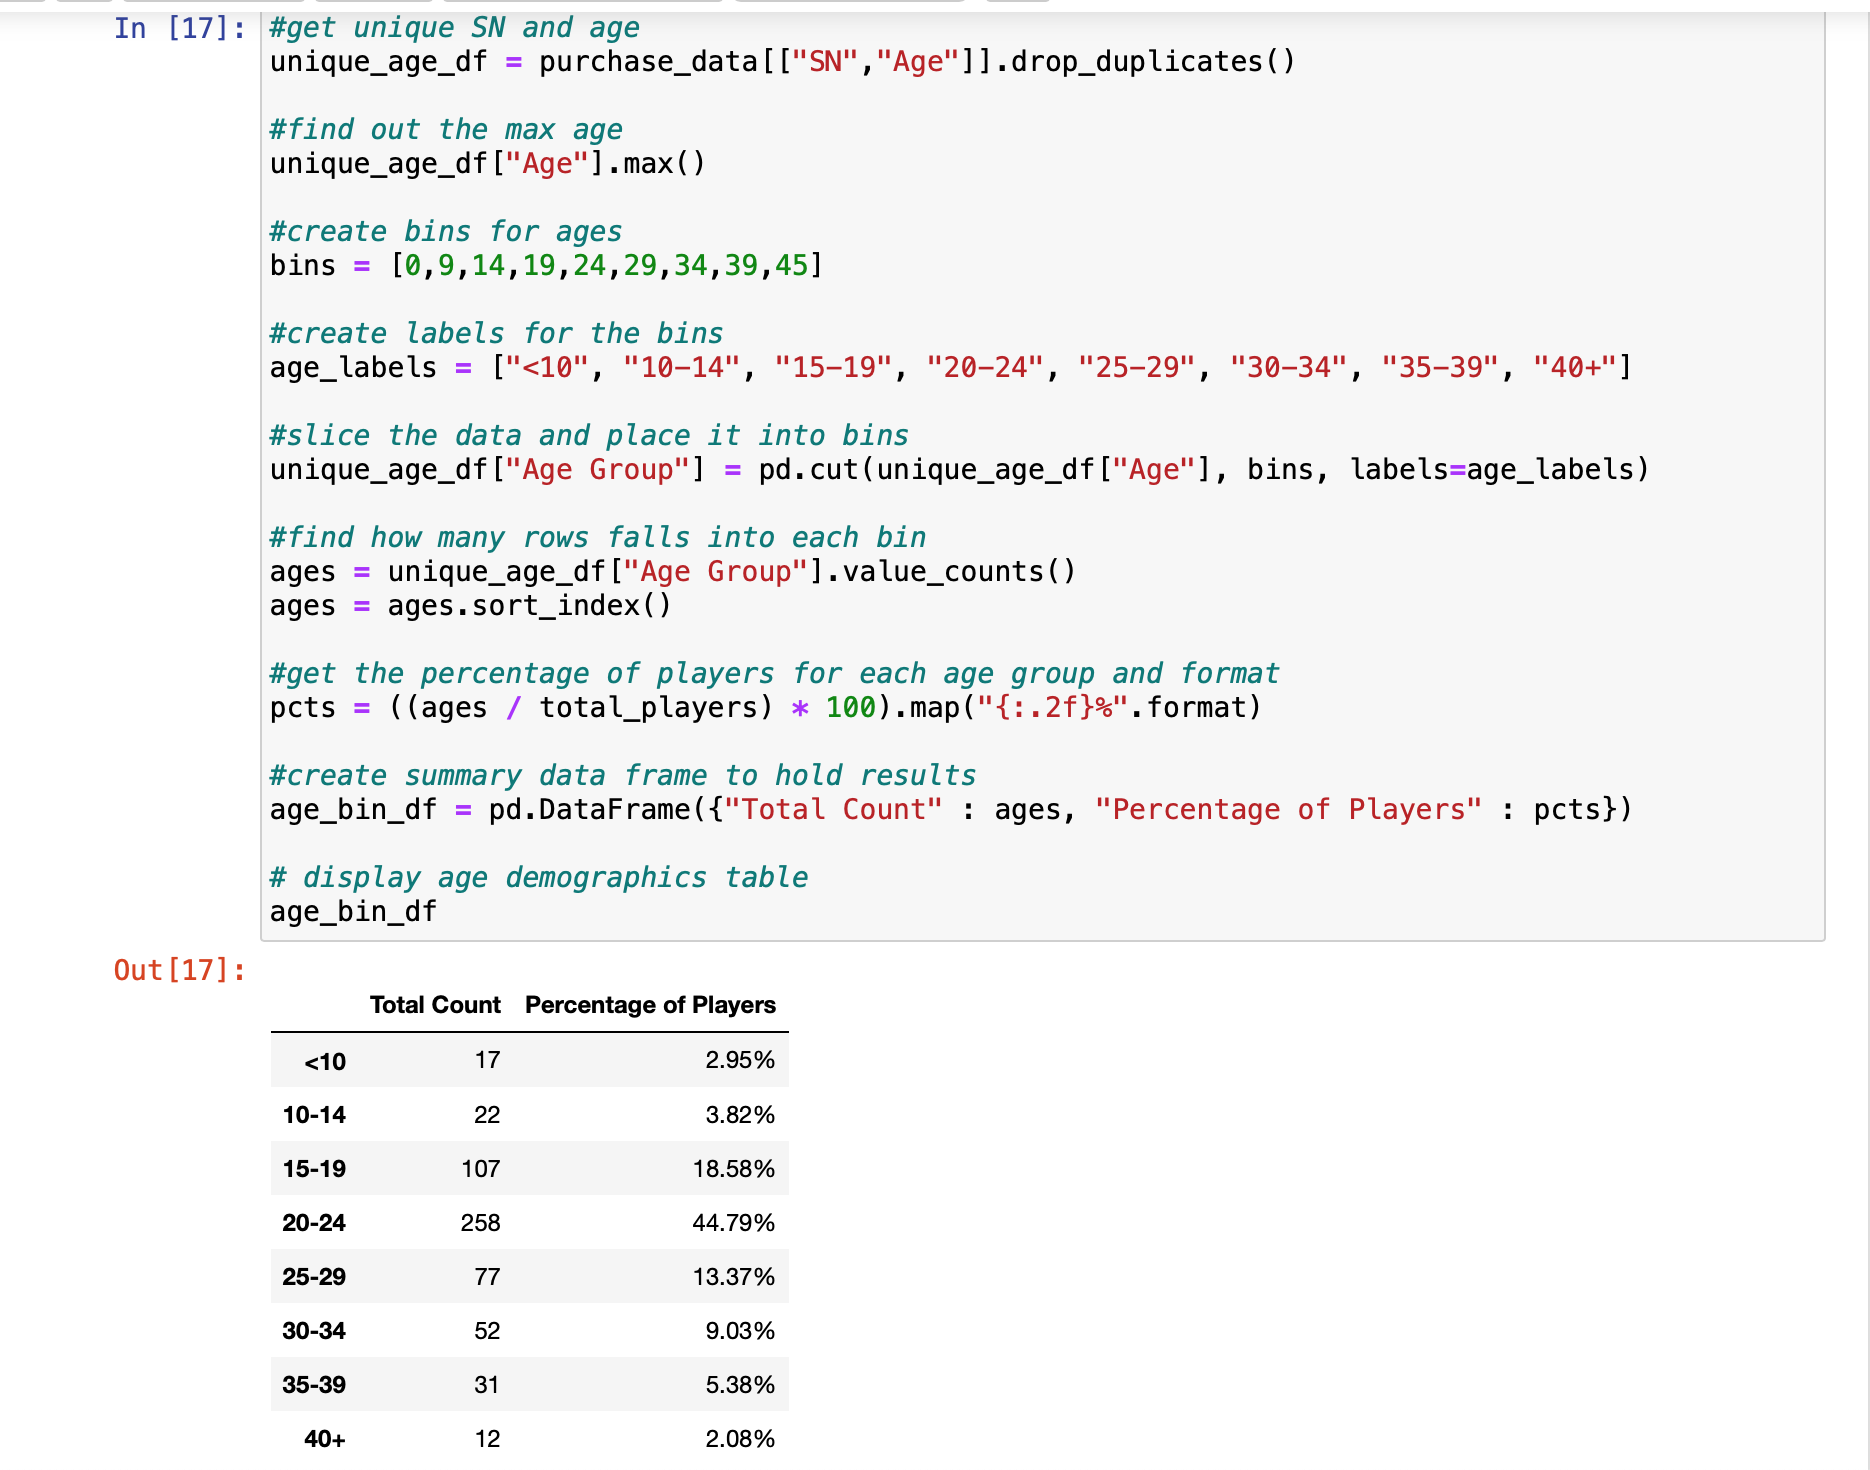 In [17]:
#get unique SN and age
unique_age_df = purchase_data[["SN","Age"]].drop_duplicates()
#find out the max age
unique_age_df["Age"].max()
#create bins for ages
bins = [0,9,14,19,24,29,34,39,45]
#create labels for the bins
age_labels = ["<10", "10-14", "15-19", "20-24", "25-29", "30-34", "35-39", "40+"]
#slice the data and place it into bins
unique_age_df["Age Group"] = pd.cut(unique_age_df["Age"], bins, labels=age_labels)
#find how many rows falls into each bin
ages = unique_age_df["Age Group"].value_counts()
ages = ages.sort_index()
#get the percentage of players for each age group and format
pcts = ((ages / total_players) * 100).map("{:.2f}%".format)
#create summary data frame to hold results
age_bin_df = pd.DataFrame({"Total Count" : ages, "Percentage of Players" : pcts})
# display age demographics table
age_bin_df
Out[17]:
Total Count Percentage of Players
<10 17 2.95%
10-14 22 3.82%
15-19 107 18.58%
20-24 258 44.79%
25-29 77 13.37%
30-34 52 9.03%
35-39 31 5.38%
40+ 12 2.08%